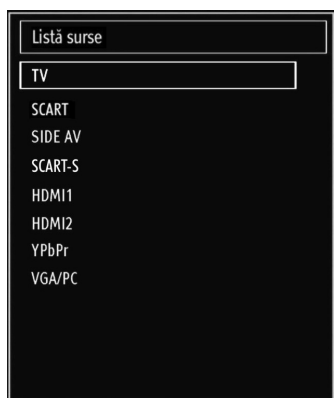 Listă surse
TV
SCART
SIDE AV
SCART-S
HDMI1
HDMI2
YPbPr
VGA/PC